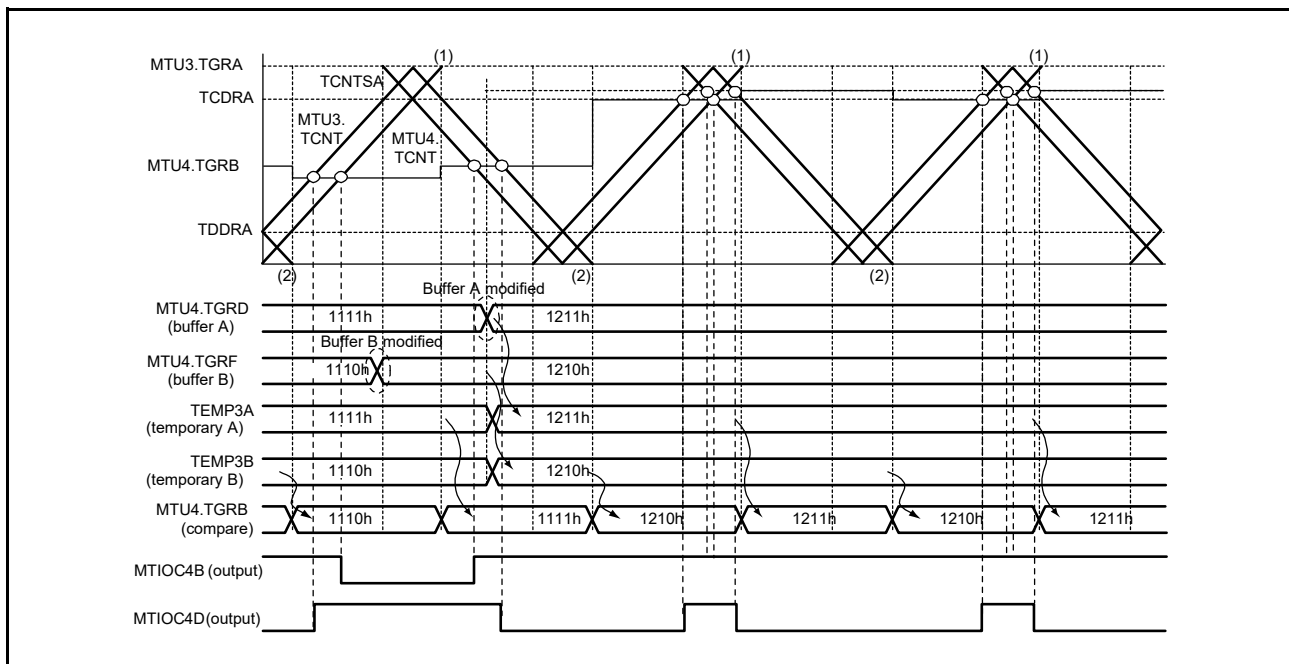 (1)
(1)
(1)
MTU3.TGRA
TCNTSA
TCDRA
MTU3.
TCNT
MTU4.
TCNT
MTU4.TGRB
TDDRA
(2)
(2)
(2)
Buffer A modified
MTU4.TGRD
(buffer A)
1111h
1211h
Buffer B modified
MTU4.TGRF
(buffer B)
1110h
1210h
TEMP3A
(temporary A)
1111h
1211h
TEMP3B
(temporary B)
1110h
1210h
MTU4.TGRB
(compare)
1110h
1111h
1210h
1211h
1210h
1211h
MTIOC4B (output)
MTIOC4D(output)